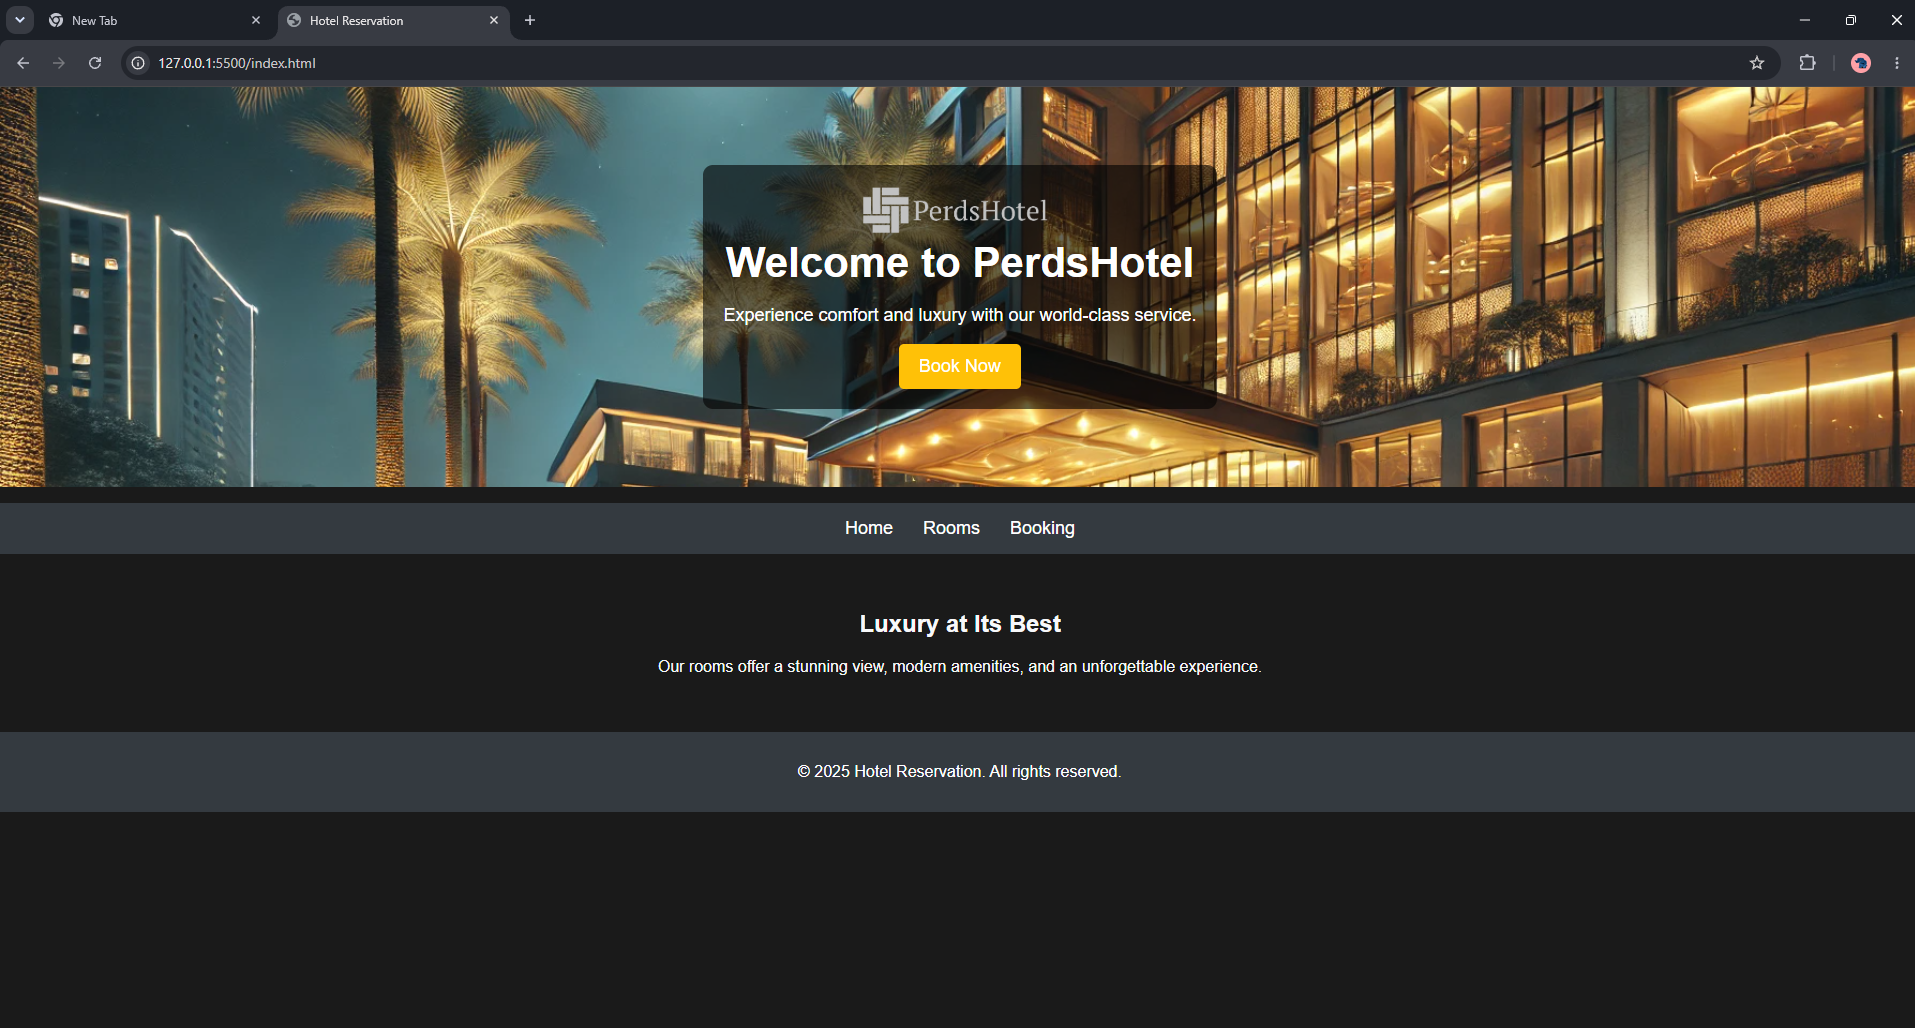 New Tab
Hotel Reservation
127.0.0.1:5500/index.html
PerdsHotel
Welcome to PerdsHotel
Experience comfort and luxury with our world-class service.
Book Now
Home Rooms Booking
Luxury at Its Best
Our rooms offer a stunning view, modern amenities, and an unforgettable experience.
© 2025 Hotel Reservation. All rights reserved.